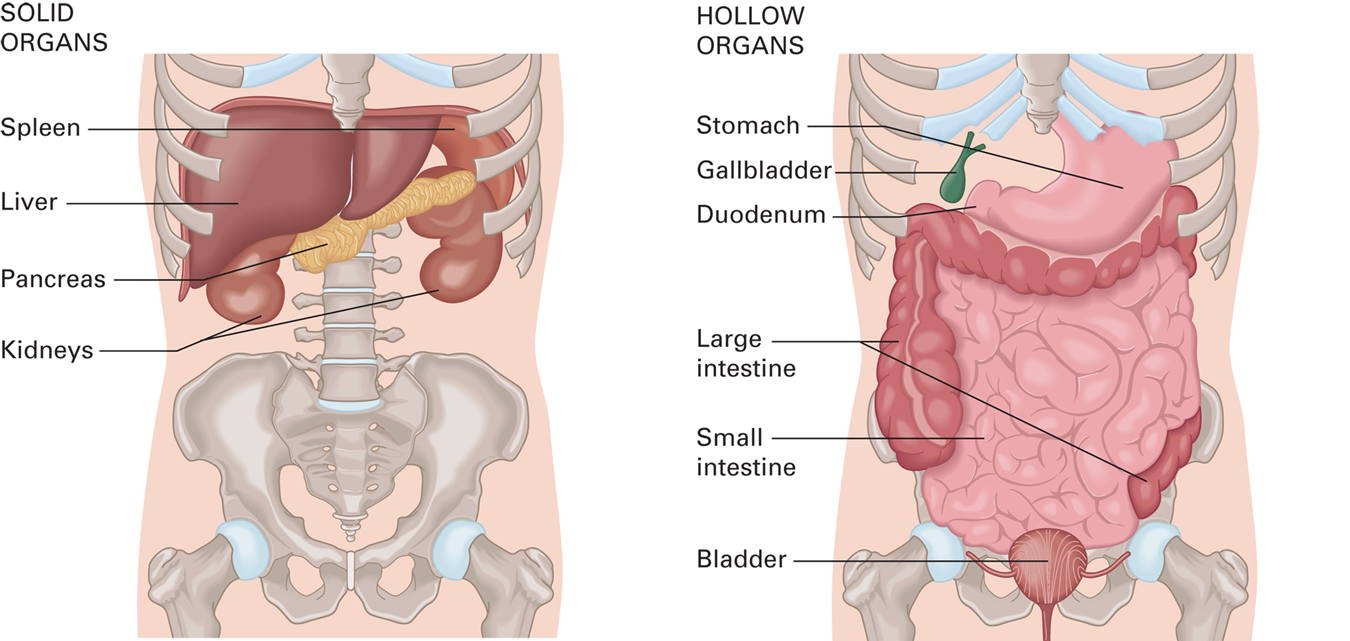 SOLID
ORGANS
Spleen
Liver
Pancreas
Kidneys
HOLLOW
ORGANS
Stomach
Gallbladder
Duodenum
Large
intestine
Small
intestine
Bladder